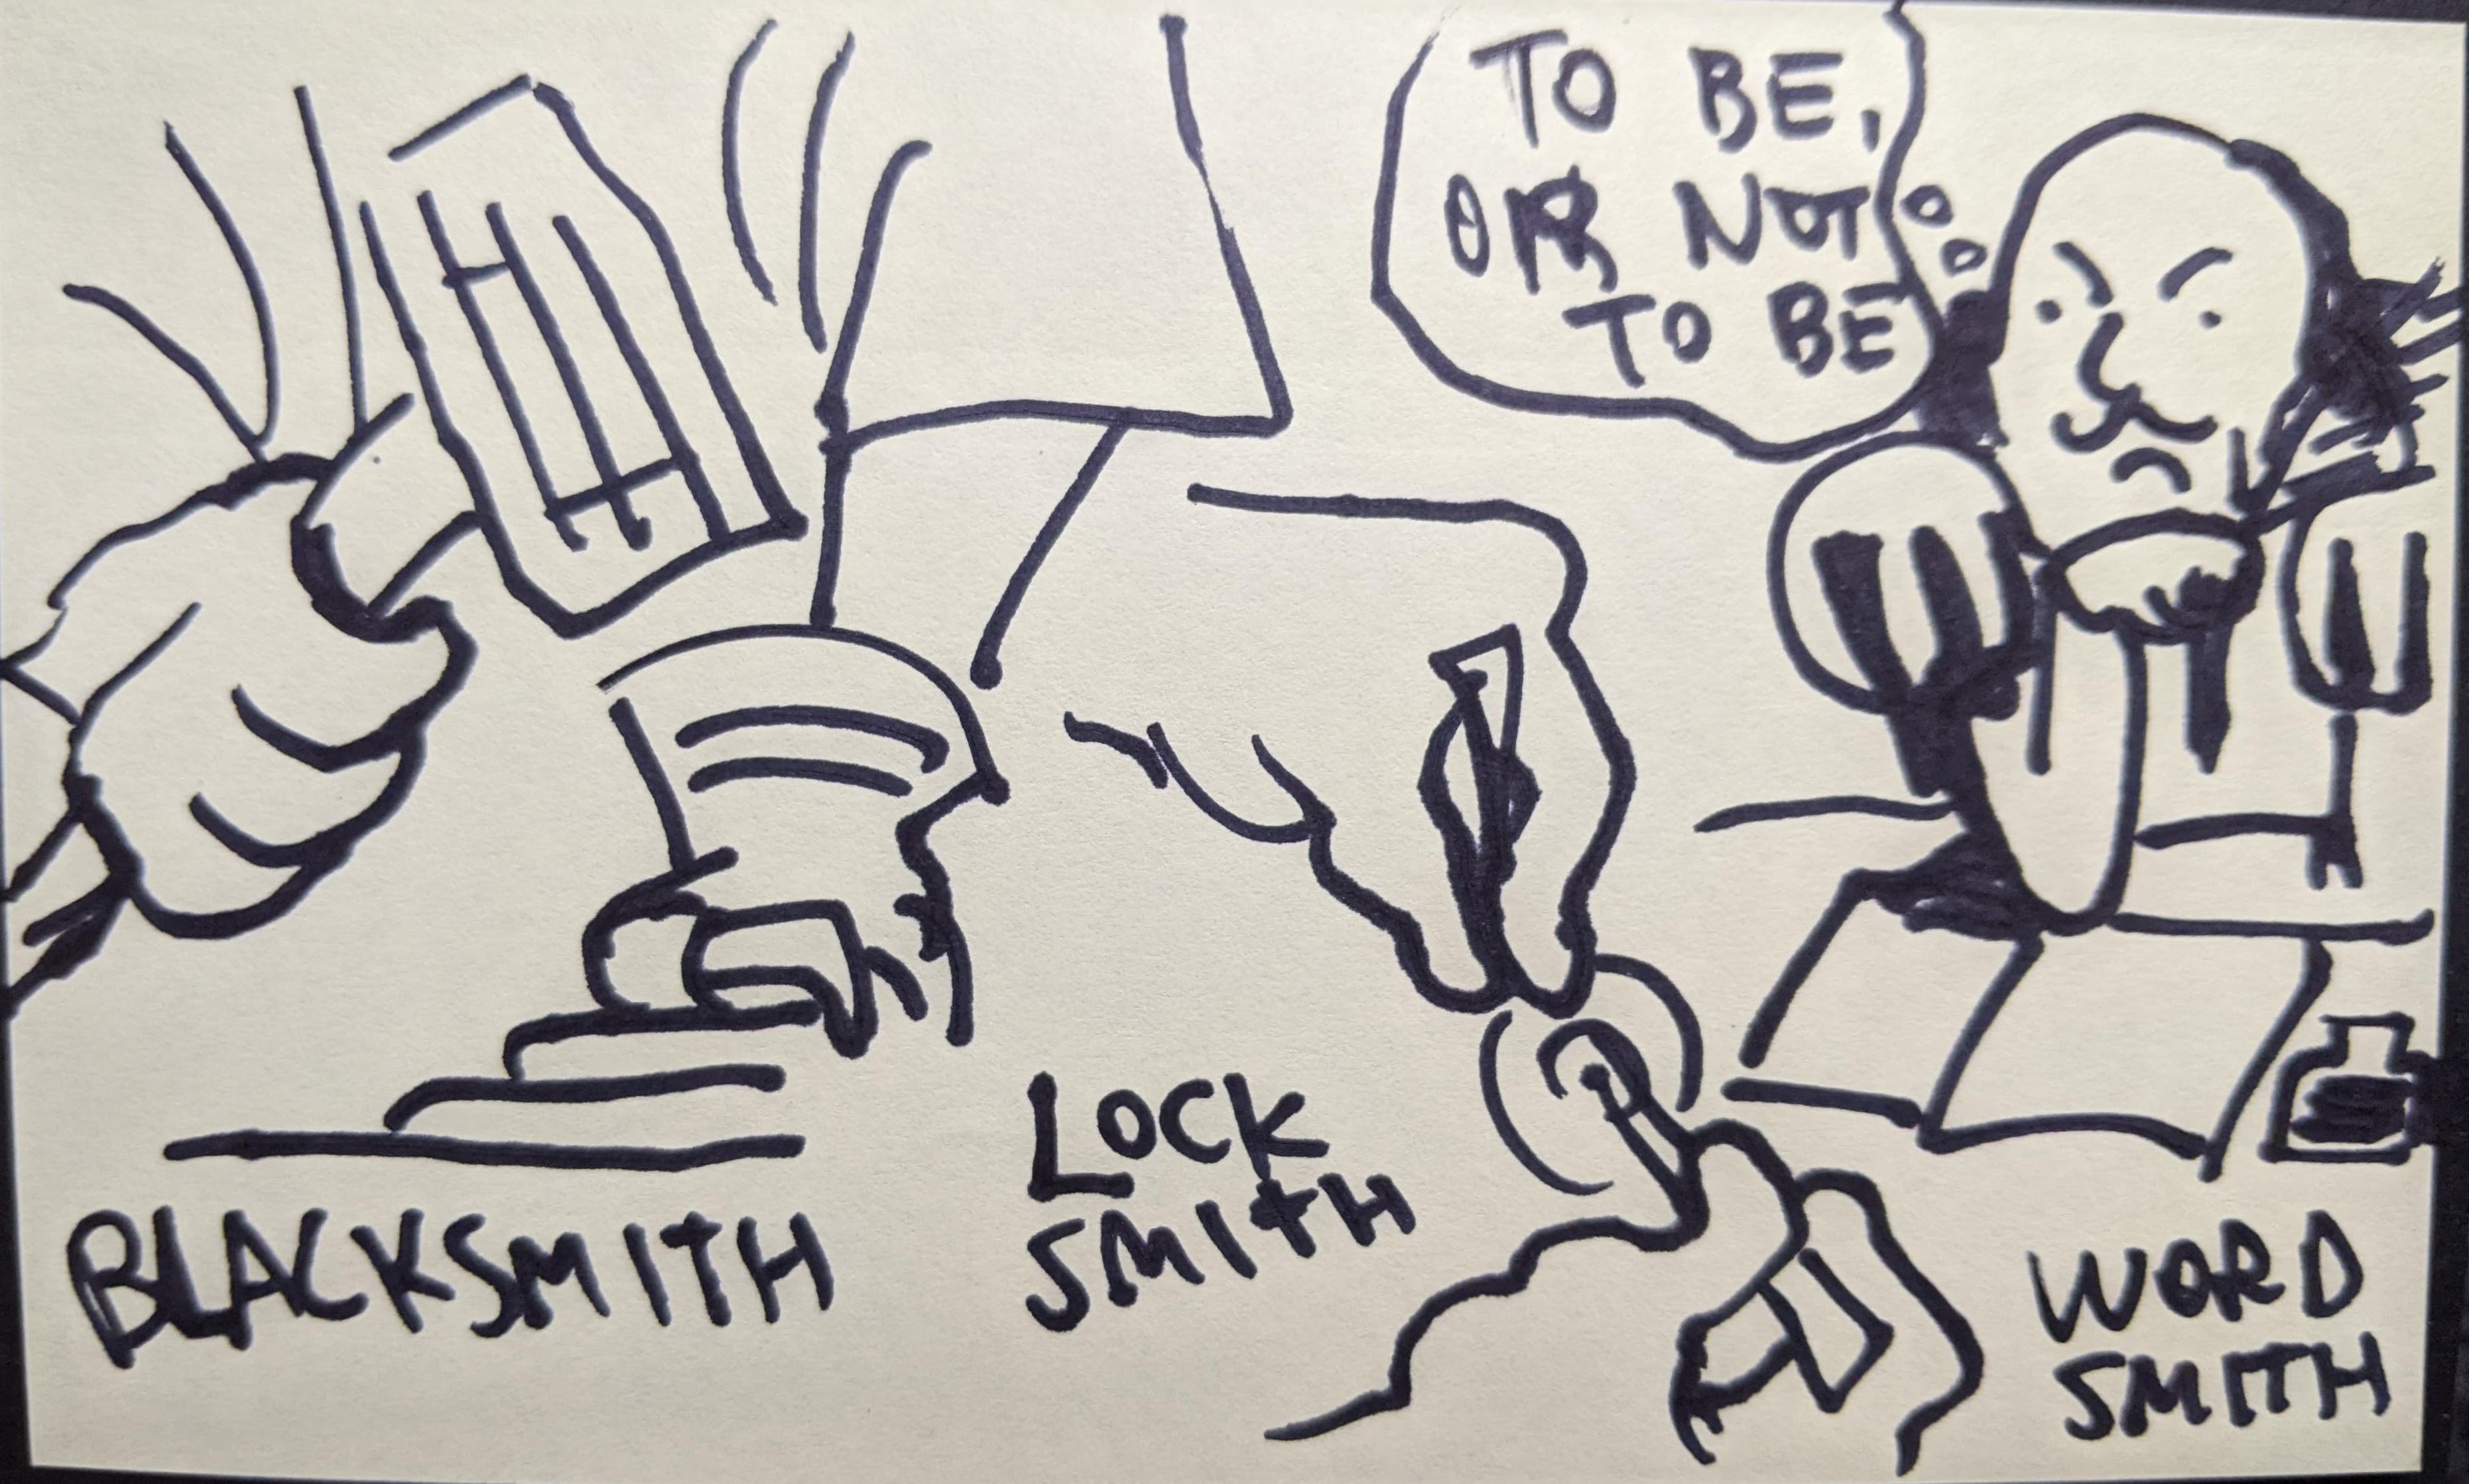 TO BE,
OR NOT
TO BE
LOCK
SMITH
BLACKSMITH
WORD
SMITH